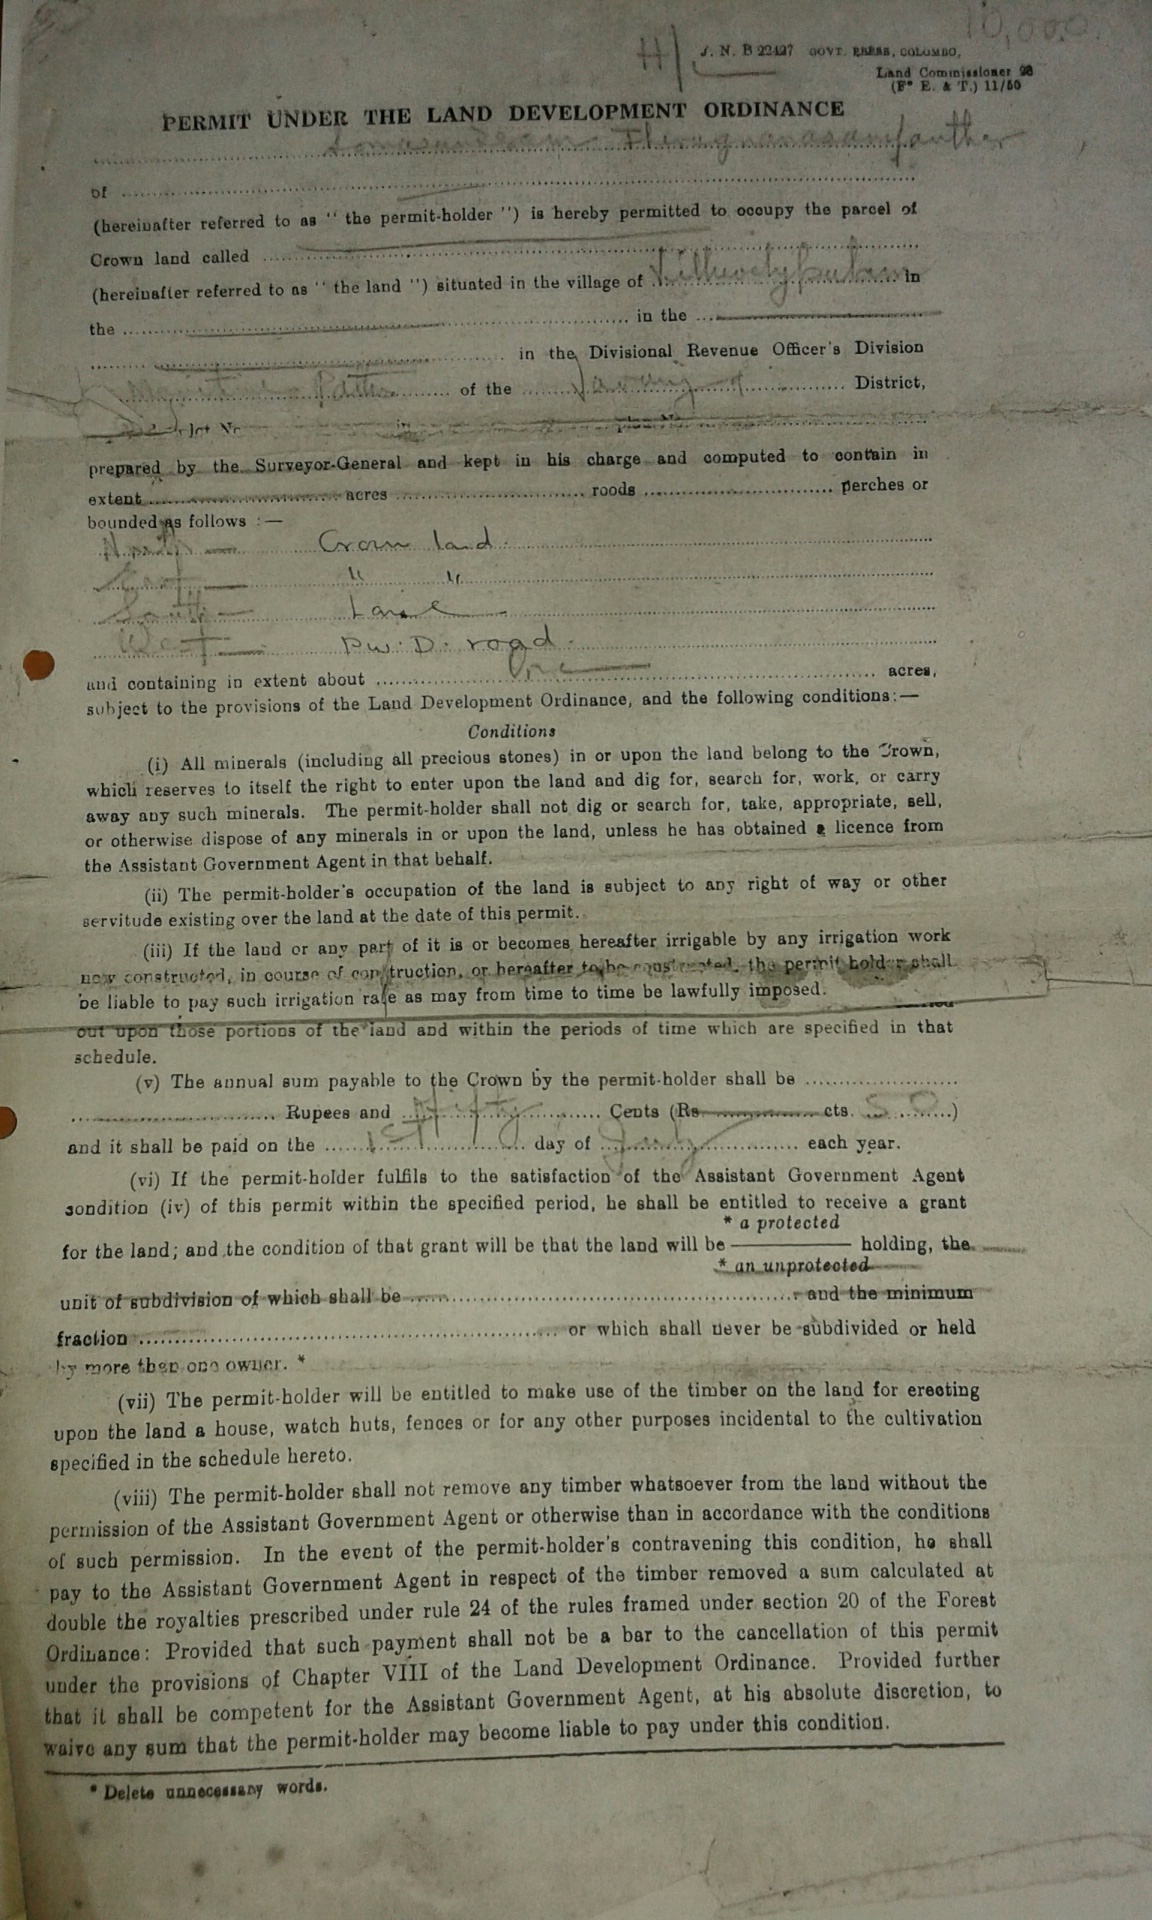 10,000
H/ J. N. B 22427 GOVT. PRESS, COLOMBO,
Land Commissioner 28
(F* E. & T.) 11/50
PERMIT UNDER THE LAND DEVELOPMENT ORDINANCE
of
(hereinafter referred to as " the permit-holder ") is hereby permitted to occupy the parcel of
Crown land called
(hereinafter referred to as " the land ") situated in the village of in
the in the
in the Divisional Revenue Officer's Division
of the District,
prepared by the Surveyor-General and kept in his charge and computed to contain in
extent acres roods perches or
bounded as follows :—
North — Crown land
East — " "
South — Lane
West — P.W.D. road
and containing in extent about One acres,
subject to the provisions of the Land Development Ordinance, and the following conditions:—
Conditions
(i) All minerals (including all precious stones) in or upon the land belong to the Crown,
which reserves to itself the right to enter upon the land and dig for, search for, work, or carry
away any such minerals. The permit-holder shall not dig or search for, take, appropriate, sell,
or otherwise dispose of any minerals in or upon the land, unless he has obtained a licence from
the Assistant Government Agent in that behalf.
(ii) The permit-holder's occupation of the land is subject to any right of way or other
servitude existing over the land at the date of this permit.
(iii) If the land or any part of it is or becomes hereafter irrigable by any irrigation work
now constructed, in course of construction, or hereafter to be constructed, the permit holder shall
be liable to pay such irrigation rate as may from time to time be lawfully imposed.
out upon those portions of the land and within the periods of time which are specified in that
schedule.
(v) The annual sum payable to the Crown by the permit-holder shall be
Rupees and Fifty Cents (Rs cts. 50)
and it shall be paid on the 1st day of July each year.
(vi) If the permit-holder fulfils to the satisfaction of the Assistant Government Agent
condition (iv) of this permit within the specified period, he shall be entitled to receive a grant
* a protected
for the land; and the condition of that grant will be that the land will be holding, the
* an unprotected
unit of subdivision of which shall be and the minimum
fraction or which shall never be subdivided or held
by more then one owner. *
(vii) The permit-holder will be entitled to make use of the timber on the land for erecting
upon the land a house, watch huts, fences or for any other purposes incidental to the cultivation
specified in the schedule hereto.
(viii) The permit-holder shall not remove any timber whatsoever from the land without the
permission of the Assistant Government Agent or otherwise than in accordance with the conditions
of such permission. In the event of the permit-holder's contravening this condition, he shall
pay to the Assistant Government Agent in respect of the timber removed a sum calculated at
double the royalties prescribed under rule 24 of the rules framed under section 20 of the Forest
Ordinance: Provided that such payment shall not be a bar to the cancellation of this permit
under the provisions of Chapter VIII of the Land Development Ordinance. Provided further
that it shall be competent for the Assistant Government Agent, at his absolute discretion, to
waive any sum that the permit-holder may become liable to pay under this condition.
* Delete unnecessary words.